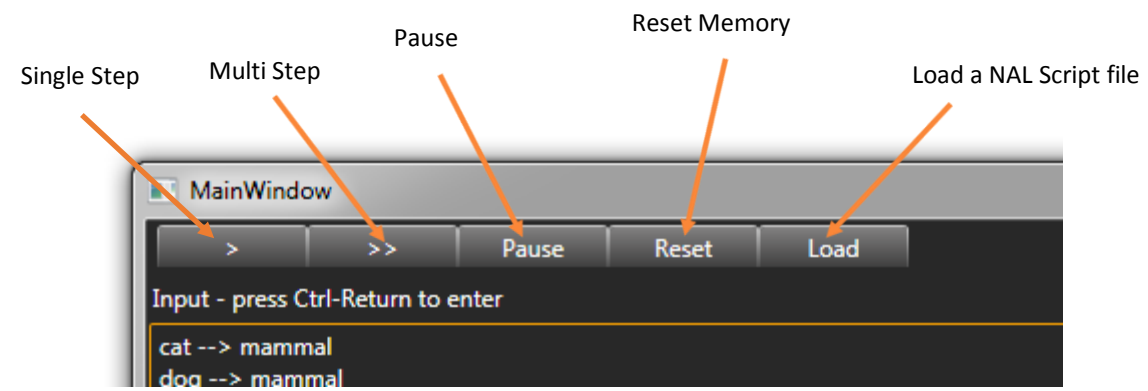 Reset Memory
Pause
Single Step
Multi Step
Load a NAL Script file
MainWindow
> >> Pause Reset Load
Input - press Ctrl-Return to enter
cat --> mammal
dog --> mammal